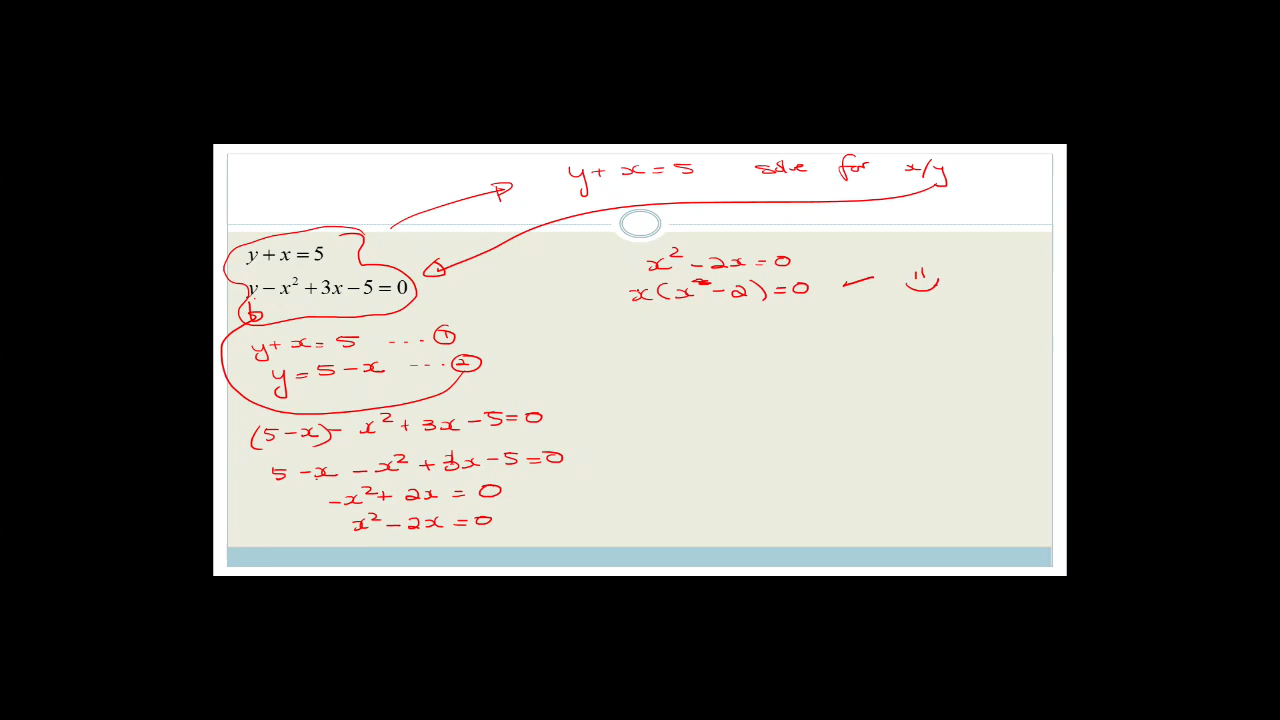 y + x = 5 solve for x/y
y + x = 5
y − x² + 3x − 5 = 0
y + x = 5 ... ①
y = 5 − x ... ②
(5 − x) − x² + 3x − 5 = 0
5 − x − x² + 3x − 5 = 0
−x² + 2x = 0
x² − 2x = 0
x² − 2x = 0
x(x − 2) = 0